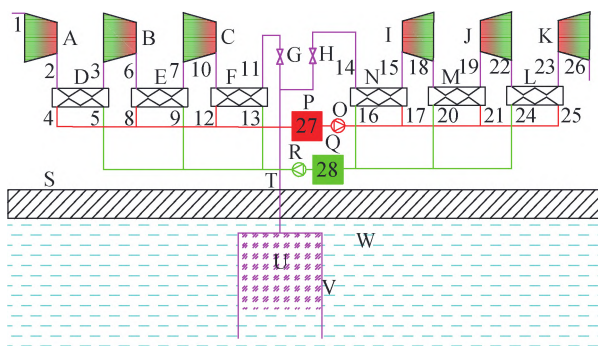 1 A B C G H I J K
2 3 6 7 10 11 14 15 18 19 22 23 26
D E F N M L
P O
4 5 8 9 12 13 27 16 17 20 21 24 25
R Q
28
T
S
W
U
V